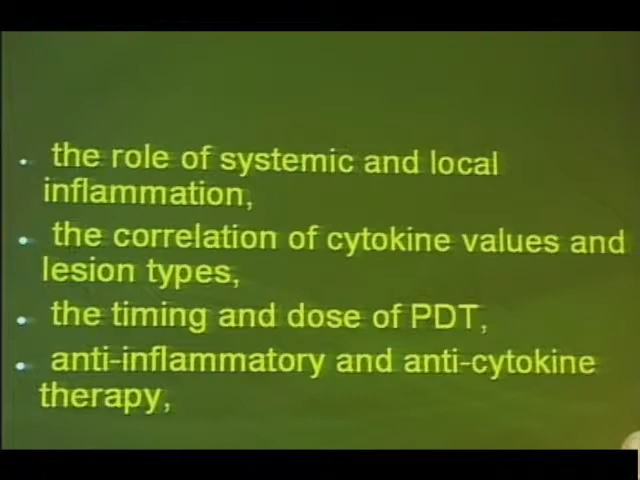 • the role of systemic and local
inflammation,
• the correlation of cytokine values and
lesion types,
• the timing and dose of PDT,
• anti-inflammatory and anti-cytokine
therapy,